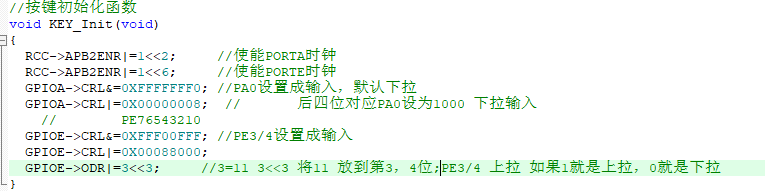 //按键初始化函数
void KEY_Init(void)
{
RCC->APB2ENR|=1<<2; //使能PORTA时钟
RCC->APB2ENR|=1<<6; //使能PORTE时钟
GPIOA->CRL&=0XFFFFFFF0; //PA0设置成输入，默认下拉
GPIOA->CRL|=0X00000008; // 后四位对应PA0设为1000 下拉输入
// PE76543210
GPIOE->CRL&=0XFFF00FFF; //PE3/4设置成输入
GPIOE->CRL|=0X00088000;
GPIOE->ODR|=3<<3; //3=11 3<<3 将11 放到第3，4位;PE3/4 上拉 如果1就是上拉，0就是下拉
}